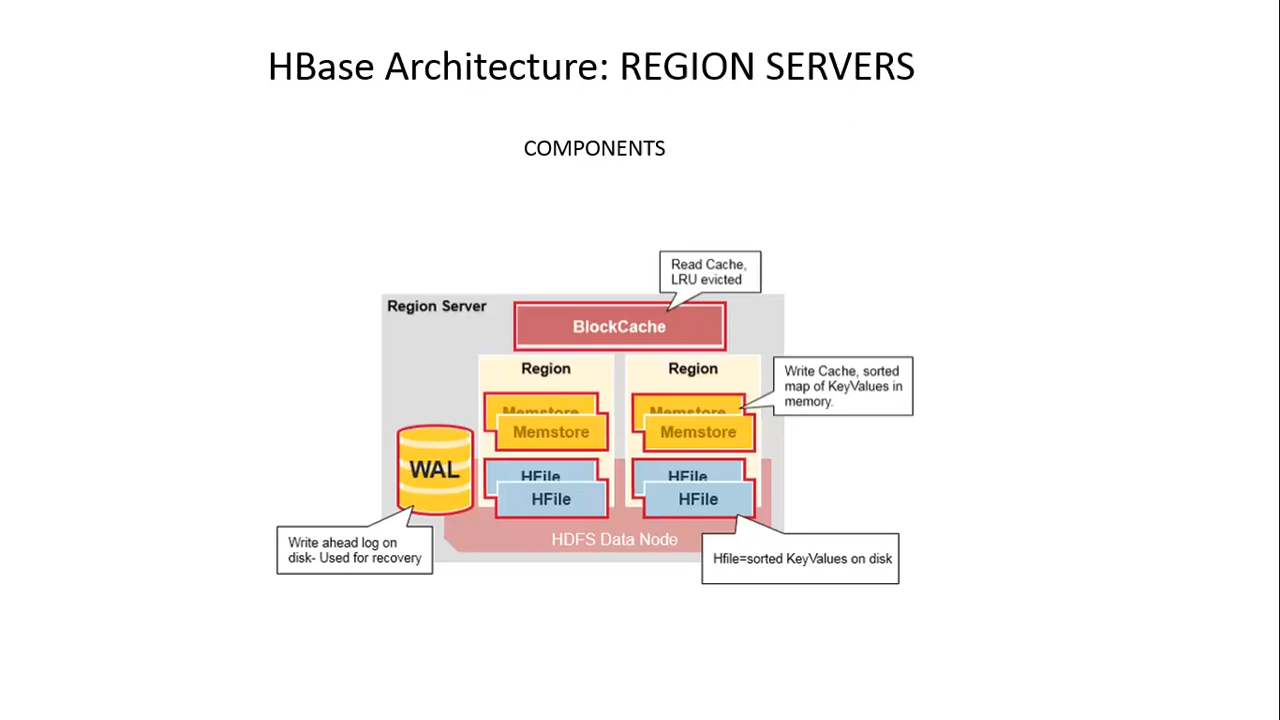 HBase Architecture: REGION SERVERS
COMPONENTS
Read Cache,
LRU evicted
Region Server
BlockCache
Region
Region
Write Cache, sorted
map of KeyValues in
memory.
Memstore
Memstore
Memstore
Memstore
WAL
HFile
HFile
HFile
HFile
HDFS Data Node
Write ahead log on
disk- Used for recovery
Hfile=sorted KeyValues on disk